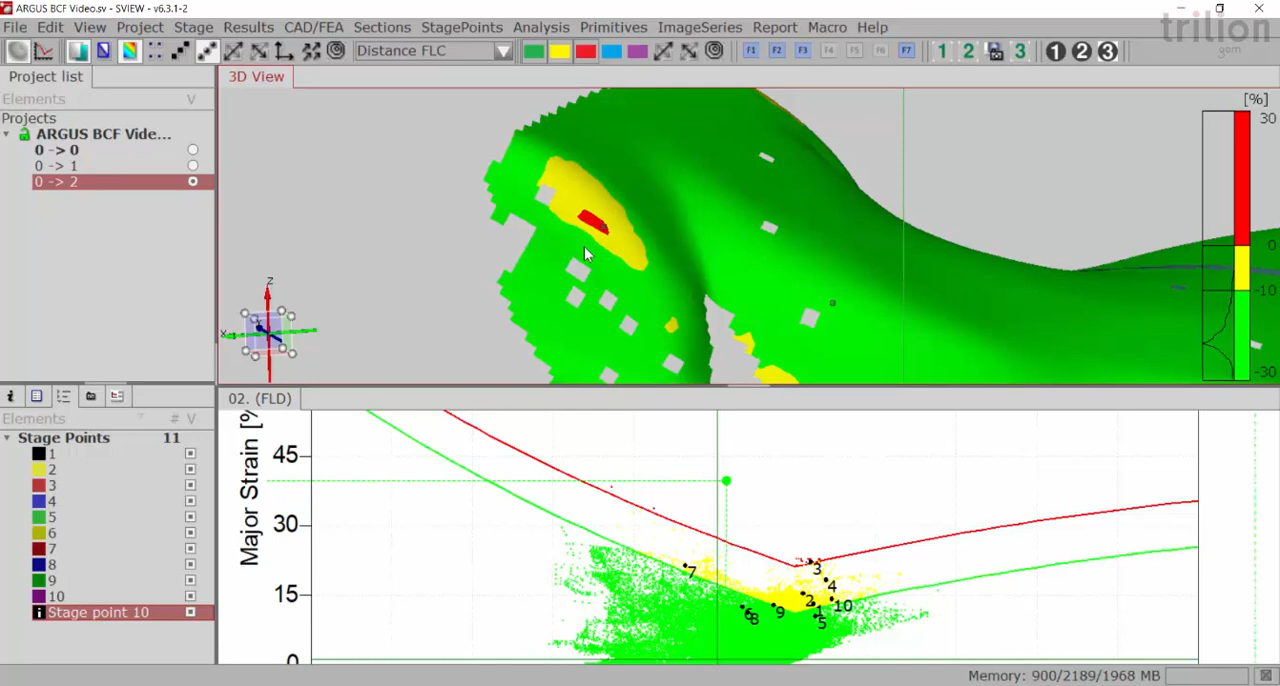 ARGUS BCF Video.sv - SVIEW - v6.3.1-2
trilion
gom
File Edit View Project Stage Results CAD/FEA Sections StagePoints Analysis Primitives ImageSeries Report Macro Help
Distance FLC
F1 F2 F3 F4 F5 F6 F7 1 2 3 1 2 3
Project list
Elements V
Projects
ARGUS BCF Vide...
0 -> 0
0 -> 1
0 -> 2
3D View
[%]
30
0
-10
-30
z
x
Elements # V
Stage Points 11
1
2
3
4
5
6
7
8
9
10
Stage point 10
02. (FLD)
Major Strain [%
45
30
15
0
7
3
4
2
10
1
9
6
8
5
Memory: 900/2189/1968 MB